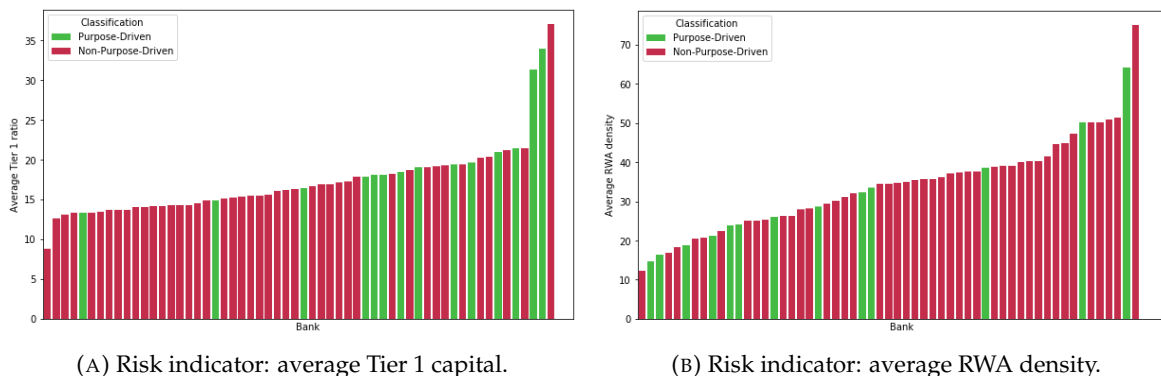 Classification
Purpose-Driven
Non-Purpose-Driven
Average Tier 1 ratio
35
30
25
20
15
10
5
0
Bank
(A) Risk indicator: average Tier 1 capital.
Classification
Purpose-Driven
Non-Purpose-Driven
Average RWA density
70
60
50
40
30
20
10
0
Bank
(B) Risk indicator: average RWA density.